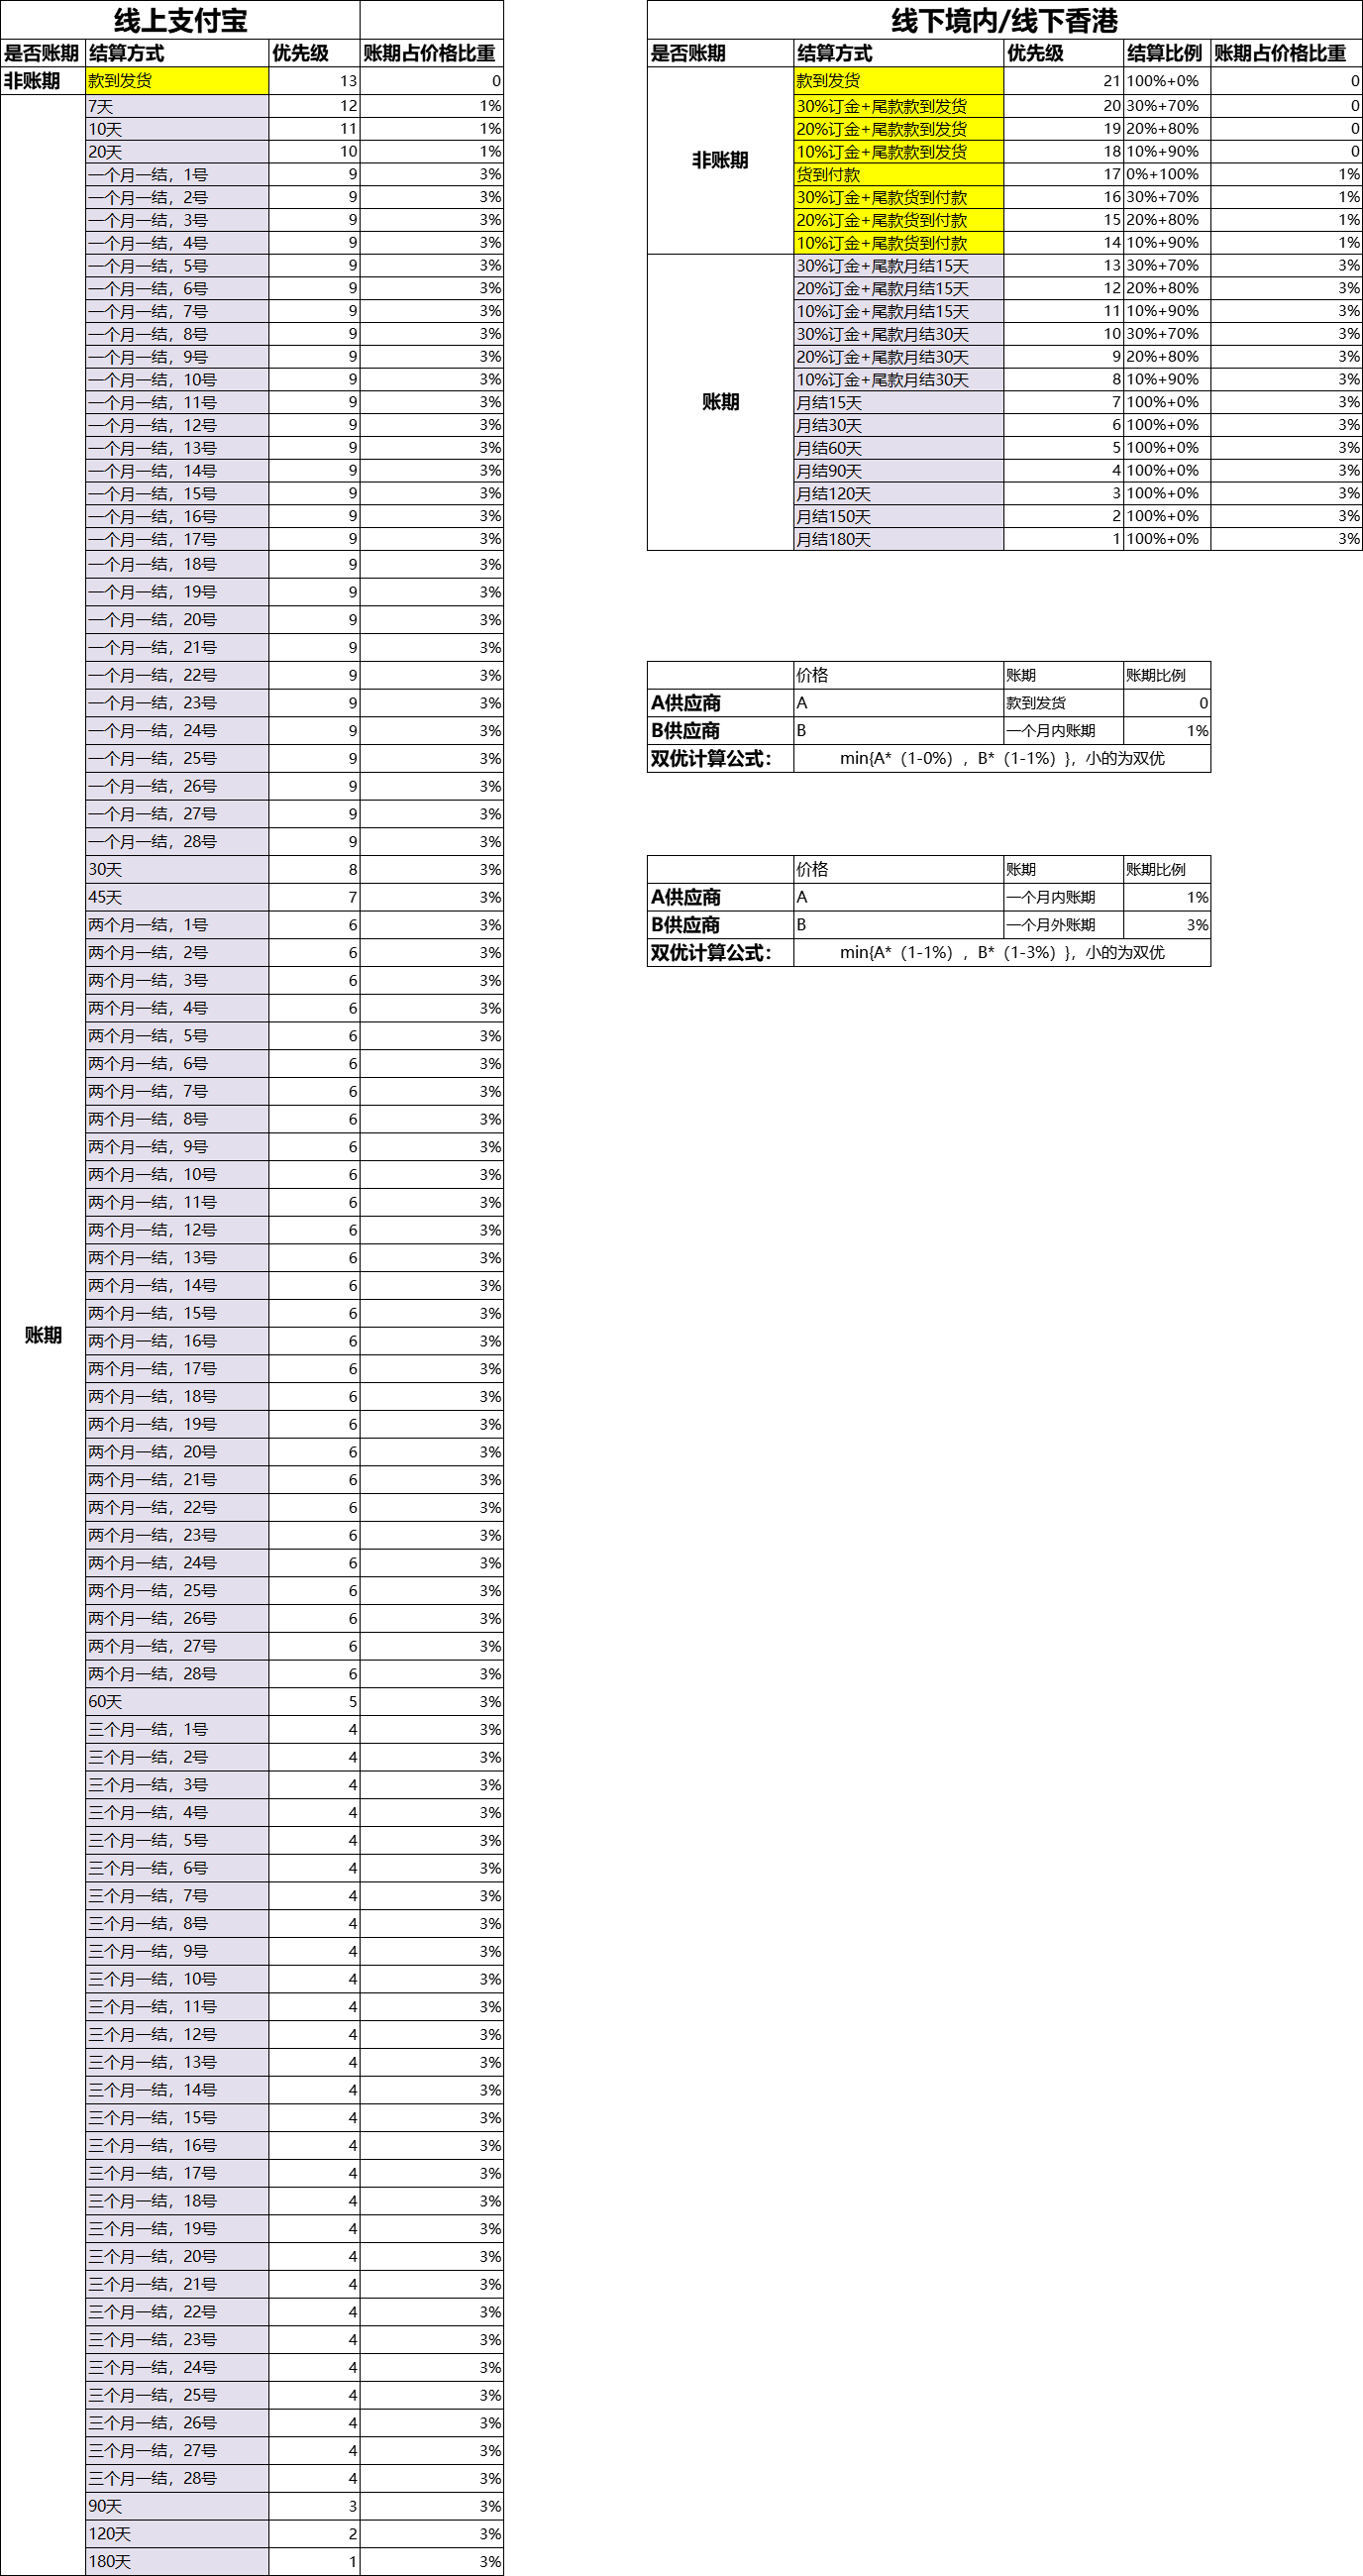 线上支付宝
是否账期 结算方式 优先级 账期占价格比重
非账期 款到发货 13 0
账期
7天 12 1%
10天 11 1%
20天 10 1%
一个月一结，1号 9 3%
一个月一结，2号 9 3%
一个月一结，3号 9 3%
一个月一结，4号 9 3%
一个月一结，5号 9 3%
一个月一结，6号 9 3%
一个月一结，7号 9 3%
一个月一结，8号 9 3%
一个月一结，9号 9 3%
一个月一结，10号 9 3%
一个月一结，11号 9 3%
一个月一结，12号 9 3%
一个月一结，13号 9 3%
一个月一结，14号 9 3%
一个月一结，15号 9 3%
一个月一结，16号 9 3%
一个月一结，17号 9 3%
一个月一结，18号 9 3%
一个月一结，19号 9 3%
一个月一结，20号 9 3%
一个月一结，21号 9 3%
一个月一结，22号 9 3%
一个月一结，23号 9 3%
一个月一结，24号 9 3%
一个月一结，25号 9 3%
一个月一结，26号 9 3%
一个月一结，27号 9 3%
一个月一结，28号 9 3%
30天 8 3%
45天 7 3%
两个月一结，1号 6 3%
两个月一结，2号 6 3%
两个月一结，3号 6 3%
两个月一结，4号 6 3%
两个月一结，5号 6 3%
两个月一结，6号 6 3%
两个月一结，7号 6 3%
两个月一结，8号 6 3%
两个月一结，9号 6 3%
两个月一结，10号 6 3%
两个月一结，11号 6 3%
两个月一结，12号 6 3%
两个月一结，13号 6 3%
两个月一结，14号 6 3%
两个月一结，15号 6 3%
两个月一结，16号 6 3%
两个月一结，17号 6 3%
两个月一结，18号 6 3%
两个月一结，19号 6 3%
两个月一结，20号 6 3%
两个月一结，21号 6 3%
两个月一结，22号 6 3%
两个月一结，23号 6 3%
两个月一结，24号 6 3%
两个月一结，25号 6 3%
两个月一结，26号 6 3%
两个月一结，27号 6 3%
两个月一结，28号 6 3%
60天 5 3%
三个月一结，1号 4 3%
三个月一结，2号 4 3%
三个月一结，3号 4 3%
三个月一结，4号 4 3%
三个月一结，5号 4 3%
三个月一结，6号 4 3%
三个月一结，7号 4 3%
三个月一结，8号 4 3%
三个月一结，9号 4 3%
三个月一结，10号 4 3%
三个月一结，11号 4 3%
三个月一结，12号 4 3%
三个月一结，13号 4 3%
三个月一结，14号 4 3%
三个月一结，15号 4 3%
三个月一结，16号 4 3%
三个月一结，17号 4 3%
三个月一结，18号 4 3%
三个月一结，19号 4 3%
三个月一结，20号 4 3%
三个月一结，21号 4 3%
三个月一结，22号 4 3%
三个月一结，23号 4 3%
三个月一结，24号 4 3%
三个月一结，25号 4 3%
三个月一结，26号 4 3%
三个月一结，27号 4 3%
三个月一结，28号 4 3%
90天 3 3%
120天 2 3%
180天 1 3%
线下境内/线下香港
是否账期 结算方式 优先级 结算比例 账期占价格比重
非账期
款到发货 21 100%+0% 0
30%订金+尾款款到发货 20 30%+70% 0
20%订金+尾款款到发货 19 20%+80% 0
10%订金+尾款款到发货 18 10%+90% 0
货到付款 17 0%+100% 1%
30%订金+尾款货到付款 16 30%+70% 1%
20%订金+尾款货到付款 15 20%+80% 1%
10%订金+尾款货到付款 14 10%+90% 1%
账期
30%订金+尾款月结15天 13 30%+70% 3%
20%订金+尾款月结15天 12 20%+80% 3%
10%订金+尾款月结15天 11 10%+90% 3%
30%订金+尾款月结30天 10 30%+70% 3%
20%订金+尾款月结30天 9 20%+80% 3%
10%订金+尾款月结30天 8 10%+90% 3%
月结15天 7 100%+0% 3%
月结30天 6 100%+0% 3%
月结60天 5 100%+0% 3%
月结90天 4 100%+0% 3%
月结120天 3 100%+0% 3%
月结150天 2 100%+0% 3%
月结180天 1 100%+0% 3%
价格 账期 账期比例
A供应商 A 款到发货 0
B供应商 B 一个月内账期 1%
双优计算公式： min{A*（1-0%），B*（1-1%）}，小的为双优
价格 账期 账期比例
A供应商 A 一个月内账期 1%
B供应商 B 一个月外账期 3%
双优计算公式： min{A*（1-1%），B*（1-3%）}，小的为双优